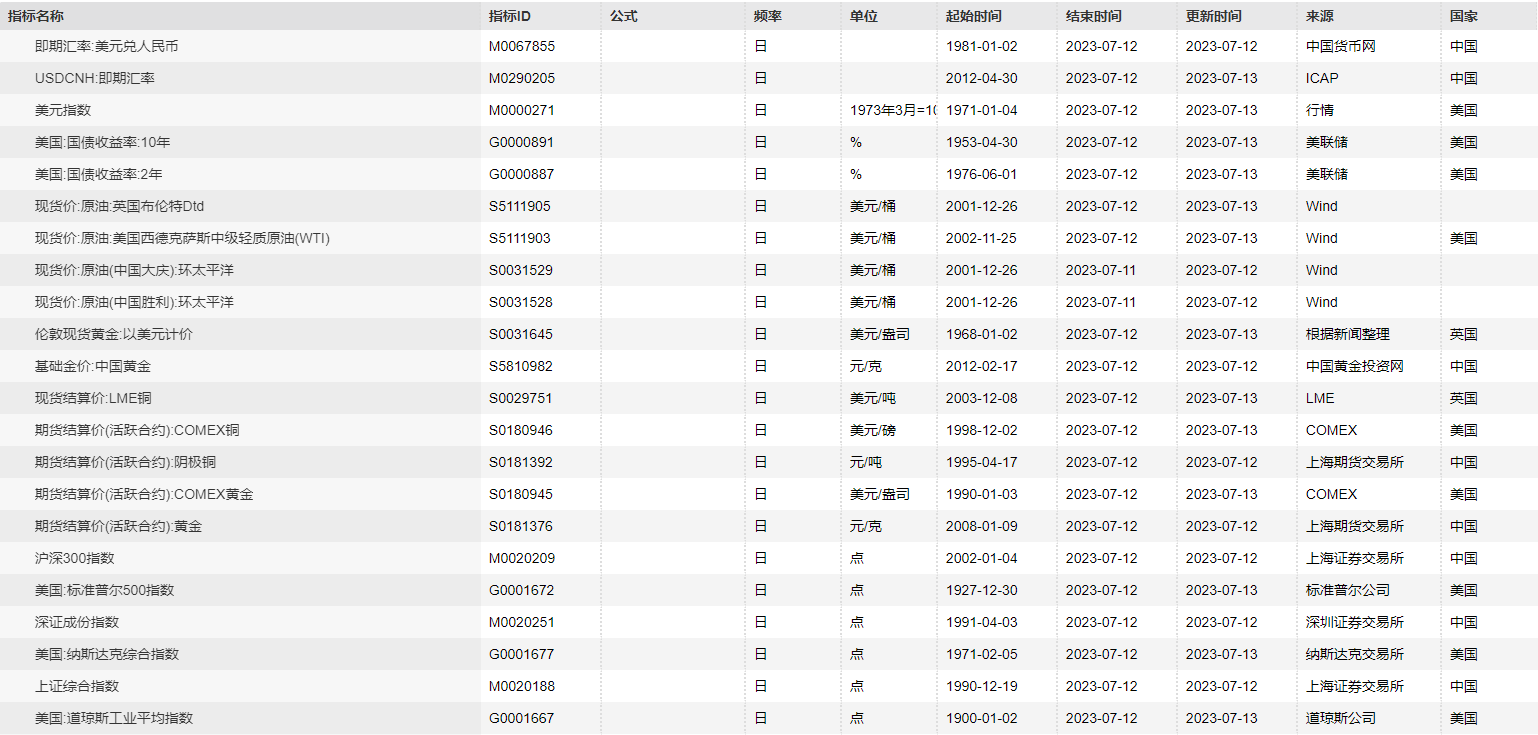 指标名称 指标ID 公式 频率 单位 起始时间 结束时间 更新时间 来源 国家
即期汇率:美元兑人民币 M0067855 日 1981-01-02 2023-07-12 2023-07-12 中国货币网 中国
USDCNH:即期汇率 M0290205 日 2012-04-30 2023-07-12 2023-07-13 ICAP 中国
美元指数 M0000271 日 1973年3月=10 1971-01-04 2023-07-12 2023-07-13 行情 美国
美国:国债收益率:10年 G0000891 日 % 1953-04-30 2023-07-12 2023-07-13 美联储 美国
美国:国债收益率:2年 G0000887 日 % 1976-06-01 2023-07-12 2023-07-13 美联储 美国
现货价:原油:英国布伦特Dtd S5111905 日 美元/桶 2001-12-26 2023-07-12 2023-07-13 Wind
现货价:原油:美国西德克萨斯中级轻质原油(WTI) S5111903 日 美元/桶 2002-11-25 2023-07-12 2023-07-13 Wind 美国
现货价:原油(中国大庆):环太平洋 S0031529 日 美元/桶 2001-12-26 2023-07-11 2023-07-12 Wind
现货价:原油(中国胜利):环太平洋 S0031528 日 美元/桶 2001-12-26 2023-07-11 2023-07-12 Wind
伦敦现货黄金:以美元计价 S0031645 日 美元/盎司 1968-01-02 2023-07-12 2023-07-13 根据新闻整理 英国
基础金价:中国黄金 S5810982 日 元/克 2012-02-17 2023-07-12 2023-07-12 中国黄金投资网 中国
现货结算价:LME铜 S0029751 日 美元/吨 2003-12-08 2023-07-12 2023-07-13 LME 英国
期货结算价(活跃合约):COMEX铜 S0180946 日 美元/磅 1998-12-02 2023-07-12 2023-07-13 COMEX 美国
期货结算价(活跃合约):阴极铜 S0181392 日 元/吨 1995-04-17 2023-07-12 2023-07-12 上海期货交易所 中国
期货结算价(活跃合约):COMEX黄金 S0180945 日 美元/盎司 1990-01-03 2023-07-12 2023-07-13 COMEX 美国
期货结算价(活跃合约):黄金 S0181376 日 元/克 2008-01-09 2023-07-12 2023-07-12 上海期货交易所 中国
沪深300指数 M0020209 日 点 2002-01-04 2023-07-12 2023-07-12 上海证券交易所 中国
美国:标准普尔500指数 G0001672 日 点 1927-12-30 2023-07-12 2023-07-13 标准普尔公司 美国
深证成份指数 M0020251 日 点 1991-04-03 2023-07-12 2023-07-12 深圳证券交易所 中国
美国:纳斯达克综合指数 G0001677 日 点 1971-02-05 2023-07-12 2023-07-13 纳斯达克交易所 美国
上证综合指数 M0020188 日 点 1990-12-19 2023-07-12 2023-07-12 上海证券交易所 中国
美国:道琼斯工业平均指数 G0001667 日 点 1900-01-02 2023-07-12 2023-07-13 道琼斯公司 美国